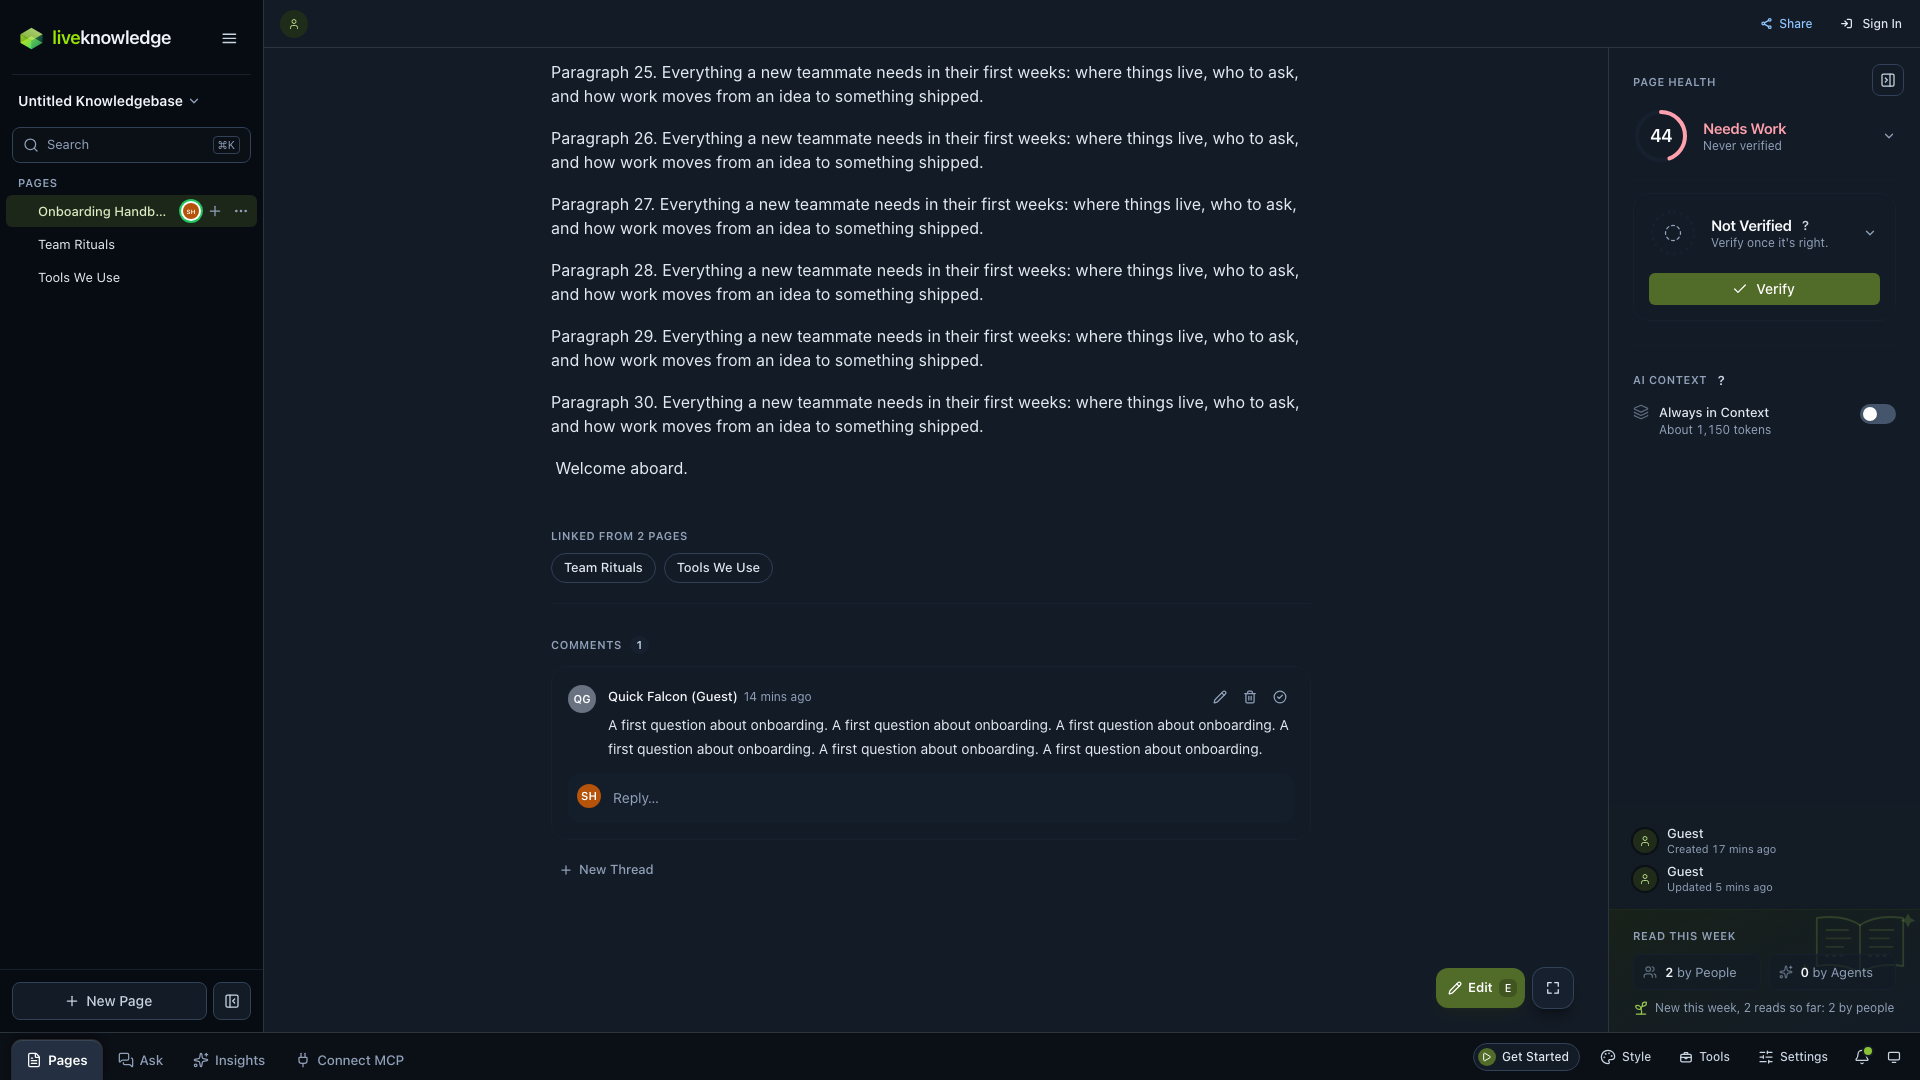 liveknowledge
Share
Sign In
Untitled Knowledgebase
Search ⌘K
PAGES
Onboarding Handb... SH
Team Rituals
Tools We Use
Paragraph 25. Everything a new teammate needs in their first weeks: where things live, who to ask,
and how work moves from an idea to something shipped.
Paragraph 26. Everything a new teammate needs in their first weeks: where things live, who to ask,
and how work moves from an idea to something shipped.
Paragraph 27. Everything a new teammate needs in their first weeks: where things live, who to ask,
and how work moves from an idea to something shipped.
Paragraph 28. Everything a new teammate needs in their first weeks: where things live, who to ask,
and how work moves from an idea to something shipped.
Paragraph 29. Everything a new teammate needs in their first weeks: where things live, who to ask,
and how work moves from an idea to something shipped.
Paragraph 30. Everything a new teammate needs in their first weeks: where things live, who to ask,
and how work moves from an idea to something shipped.
Welcome aboard.
LINKED FROM 2 PAGES
Team Rituals
Tools We Use
COMMENTS 1
QG Quick Falcon (Guest) 14 mins ago
A first question about onboarding. A first question about onboarding. A first question about onboarding. A
first question about onboarding. A first question about onboarding. A first question about onboarding.
SH Reply...
New Thread
Edit E
PAGE HEALTH
44
Needs Work
Never verified
Not Verified ?
Verify once it's right.
Verify
AI CONTEXT ?
Always in Context
About 1,150 tokens
Guest
Created 17 mins ago
Guest
Updated 5 mins ago
READ THIS WEEK
2 by People
0 by Agents
New this week, 2 reads so far: 2 by people
New Page
Pages
Ask
Insights
Connect MCP
Get Started
Style
Tools
Settings